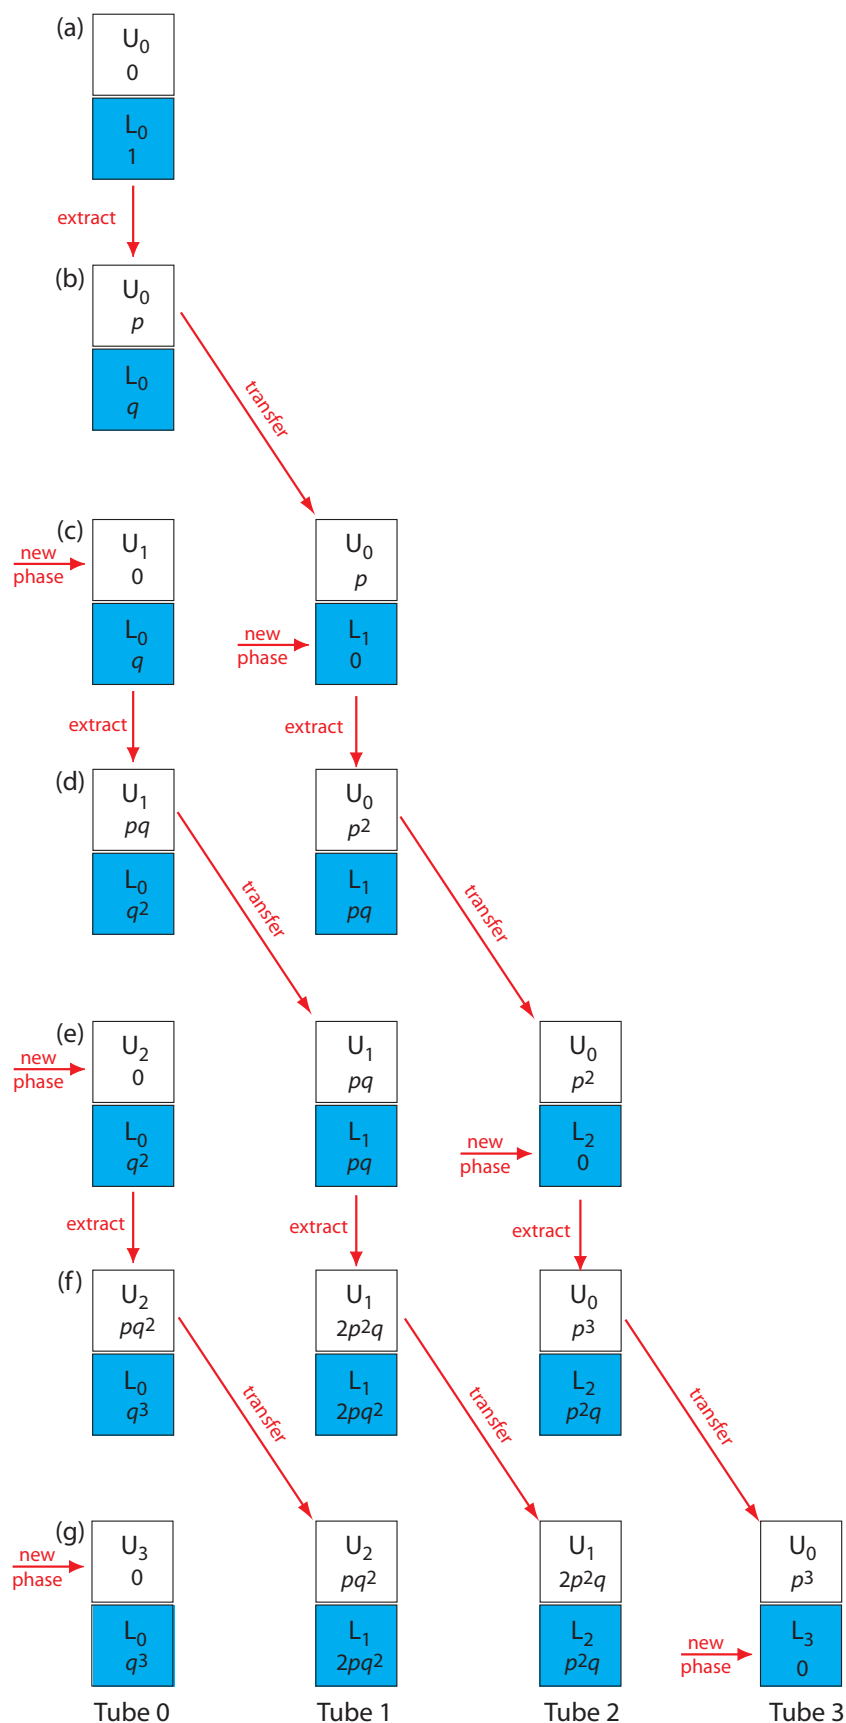 (a)
U₀
0
L₀
1
extract
(b)
U₀
p
L₀
q
transfer
(c)
new
phase
U₁
0
L₀
q
U₀
p
new
phase
L₁
0
extract
extract
(d)
U₁
pq
L₀
q²
U₀
p²
L₁
pq
transfer
transfer
(e)
new
phase
U₂
0
L₀
q²
U₁
pq
L₁
pq
U₀
p²
new
phase
L₂
0
extract
extract
extract
(f)
U₂
pq²
L₀
q³
U₁
2p²q
L₁
2pq²
U₀
p³
L₂
p²q
transfer
transfer
transfer
(g)
new
phase
U₃
0
L₀
q³
U₂
pq²
L₁
2pq²
U₁
2p²q
L₂
p²q
U₀
p³
new
phase
L₃
0
Tube 0 Tube 1 Tube 2 Tube 3